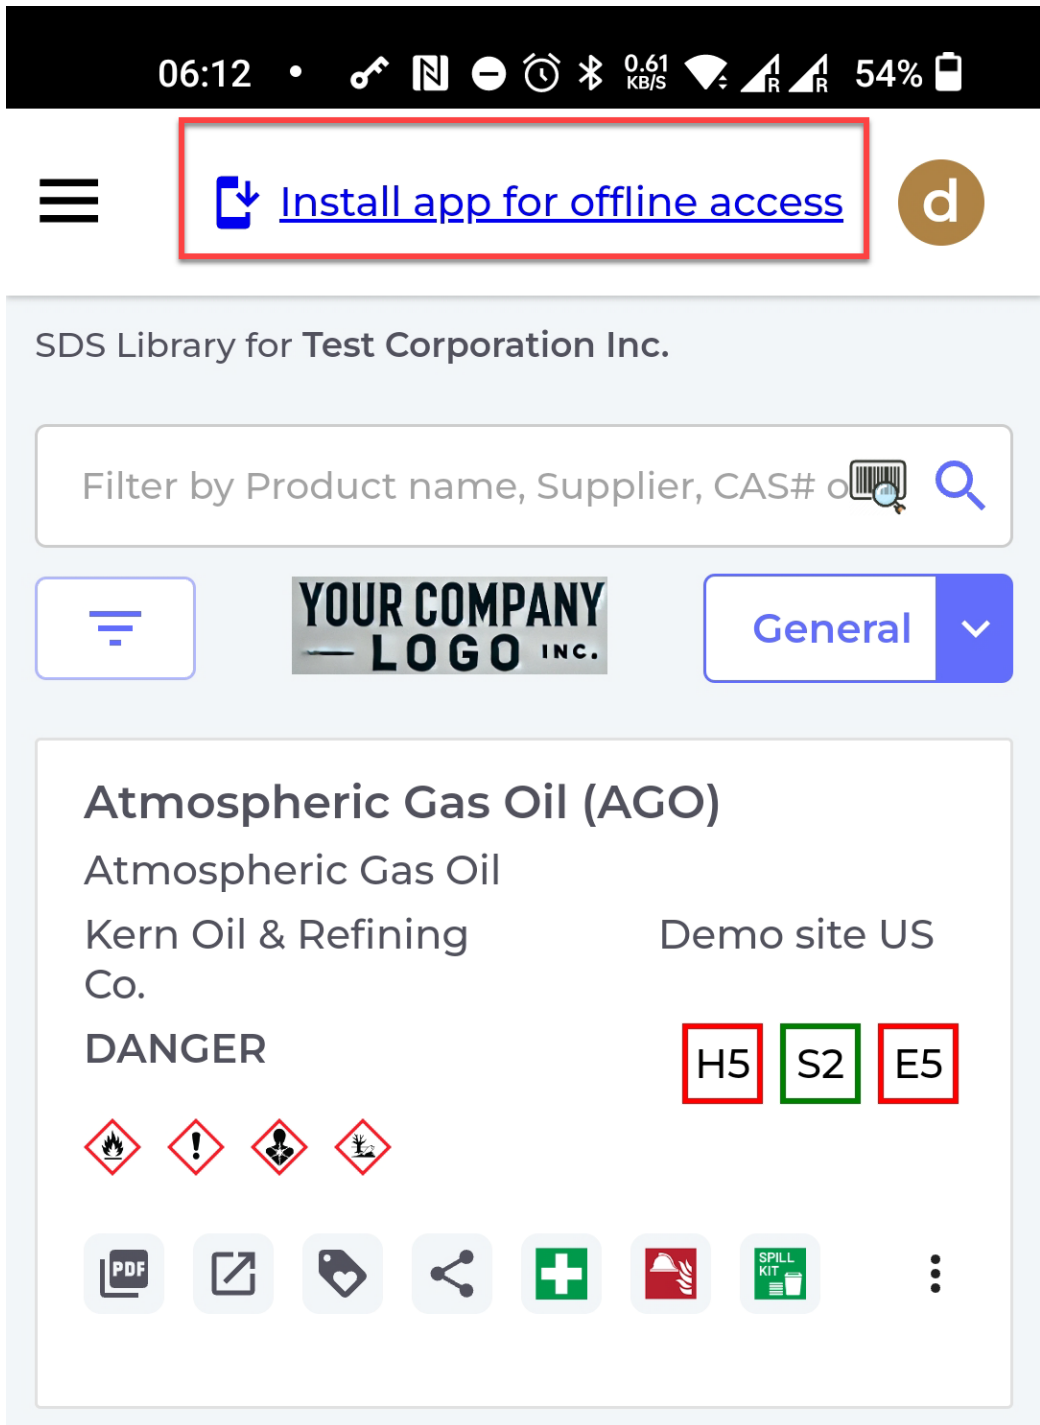 06:12 • 0.61 KB/S R R 54%
Install app for offline access
d
SDS Library for Test Corporation Inc.
Filter by Product name, Supplier, CAS# o
YOUR COMPANY
LOGO INC.
General
Atmospheric Gas Oil (AGO)
Atmospheric Gas Oil
Kern Oil & Refining
Co.
Demo site US
DANGER
H5 S2 E5
PDF
SPILL
KIT